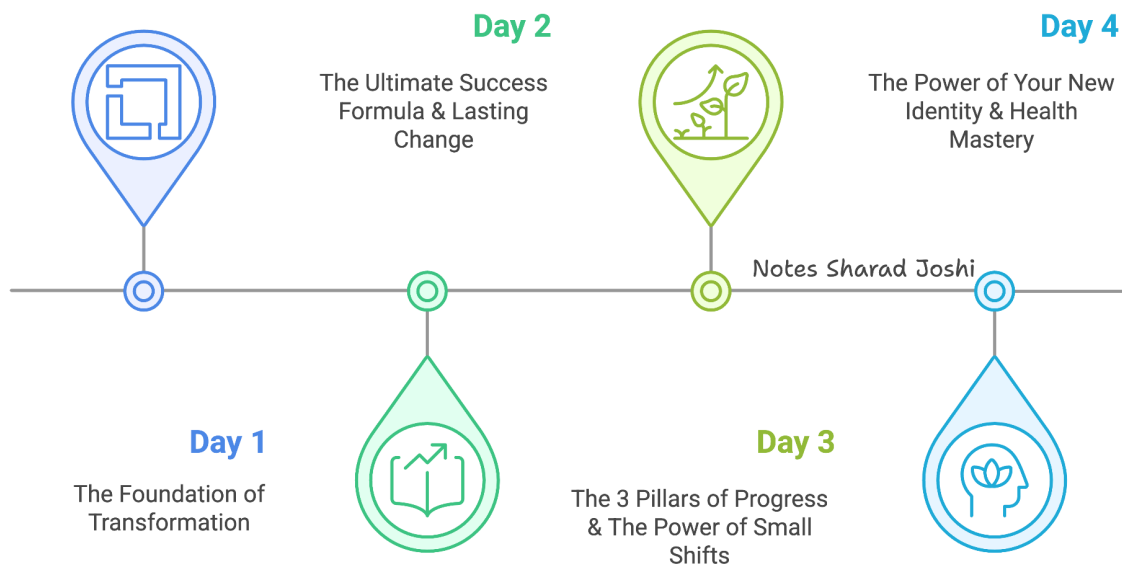 Day 1
The Foundation of
Transformation
Day 2
The Ultimate Success
Formula & Lasting
Change
Day 3
The 3 Pillars of Progress
& The Power of Small
Shifts
Day 4
The Power of Your New
Identity & Health
Mastery
Notes Sharad Joshi